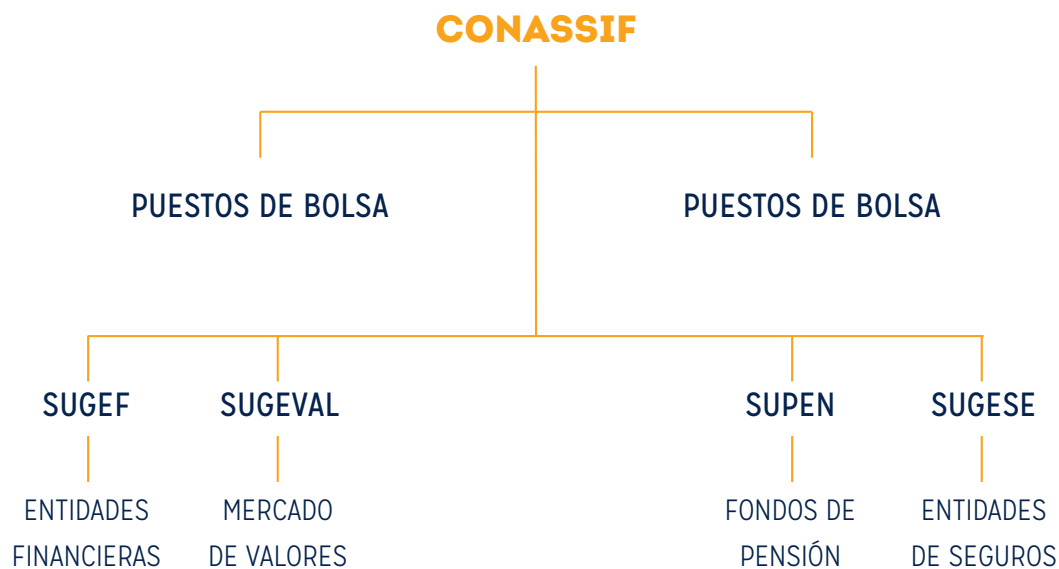 CONASSIF
PUESTOS DE BOLSA
PUESTOS DE BOLSA
SUGEF
SUGEVAL
SUPEN
SUGESE
ENTIDADES
FINANCIERAS
MERCADO
DE VALORES
FONDOS DE
PENSIÓN
ENTIDADES
DE SEGUROS